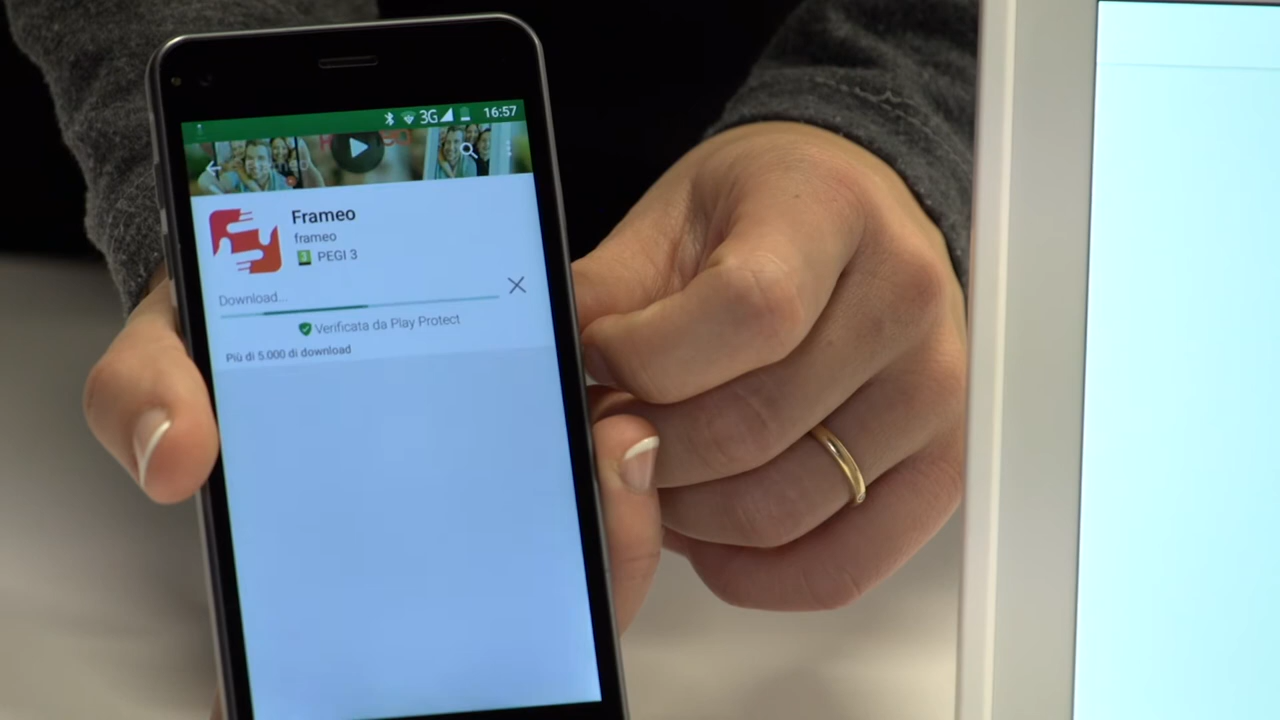 3G 16:57
Frameo
frameo
3 PEGI 3
Download...
Verificata da Play Protect
Più di 5.000 di download